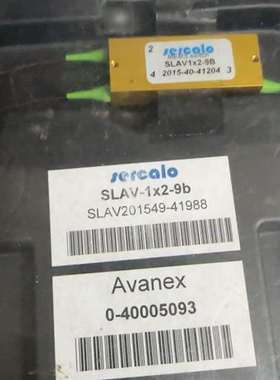 2
sercalo
SLAV1x2-9B
4 2015-40-41204 3
sercalo
SLAV-1x2-9b
SLAV201549-41988
Avanex
0-40005093